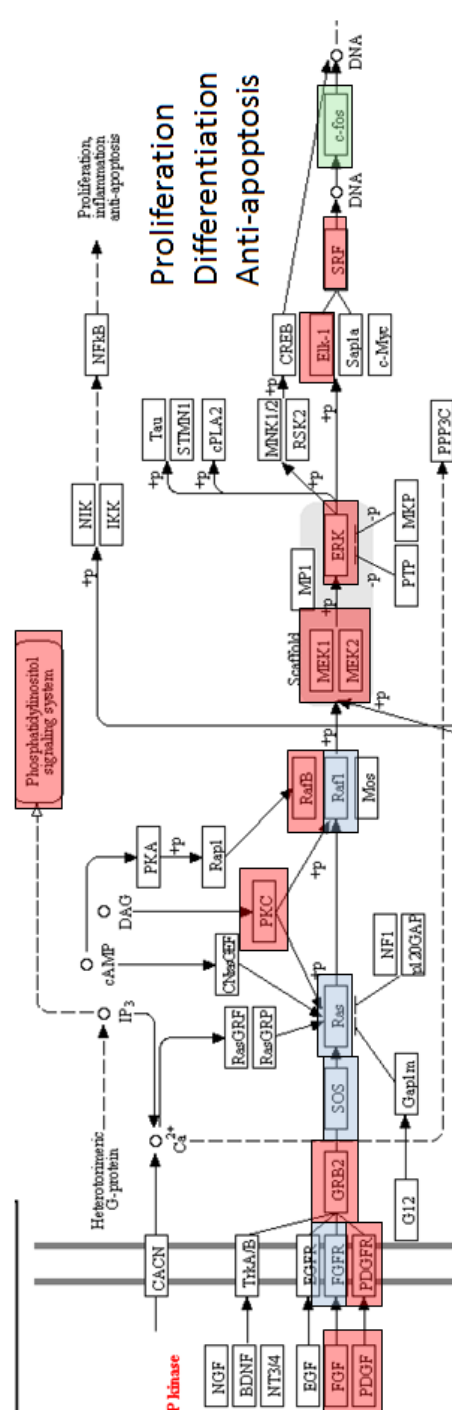 Phosphatidylinositol
signaling system
Proliferation,
inflammation
anti-apoptosis
Proliferation
Differentiation
Anti-apoptosis
Heterotorimeric
G-protein
IP3
cAMP
DAG
PKA
+p
Rap1
NIK
IKK
+p
NFkB
Tau
STMN1
cPLA2
+p
+p
CACN
Ca2+
RasGRF
RasGRP
CNasGEF
PKC
RafB
Raf1
Mos
+p
+p
+p
+p
Scaffold
MEK1
MEK2
MP1
+p
ERK
MNK1/2
RSK2
+p
+p
CREB
Elk-1
Sap1a
c-Myc
+p
SRF
DNA
c-fos
DNA
NGF
BDNF
NT3/4
TrkA/B
EGF
EGFR
FGF
FGFR
PDGF
PDGFR
GRB2
SOS
Ras
G12
Gap1m
NF1
p120GAP
PTP
MKP
-p
-p
PPP3C
P kinase